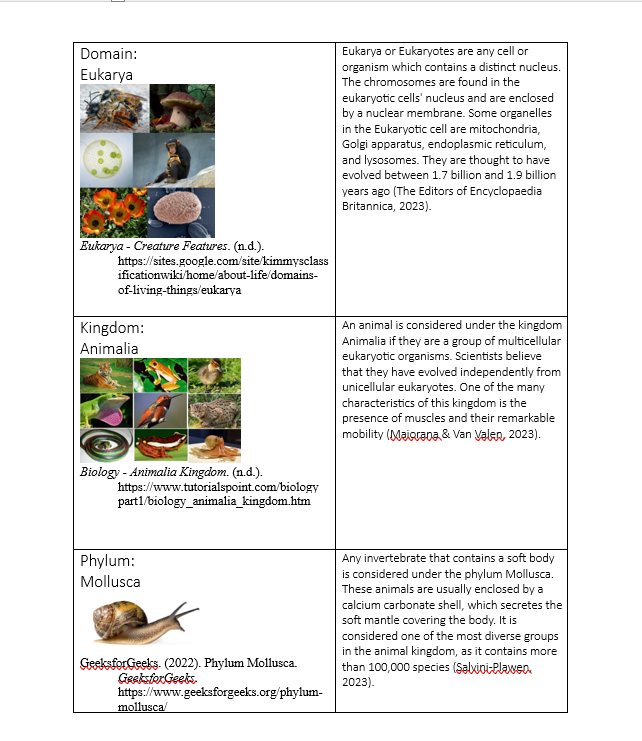 Domain:
Eukarya
Eukarya - Creature Features. (n.d.).
https://sites.google.com/site/kimmysclass
ificationwiki/home/about-life/domains-
of-living-things/eukarya
Eukarya or Eukaryotes are any cell or
organism which contains a distinct nucleus.
The chromosomes are found in the
eukaryotic cells' nucleus and are enclosed
by a nuclear membrane. Some organelles
in the Eukaryotic cell are mitochondria,
Golgi apparatus, endoplasmic reticulum,
and lysosomes. They are thought to have
evolved between 1.7 billion and 1.9 billion
years ago (The Editors of Encyclopaedia
Britannica, 2023).
Kingdom:
Animalia
Biology - Animalia Kingdom. (n.d.).
https://www.tutorialspoint.com/biology
part1/biology_animalia_kingdom.htm
An animal is considered under the kingdom
Animalia if they are a group of multicellular
eukaryotic organisms. Scientists believe
that they have evolved independently from
unicellular eukaryotes. One of the many
characteristics of this kingdom is the
presence of muscles and their remarkable
mobility (Maiorana & Van Valen, 2023).
Phylum:
Mollusca
GeeksforGeeks. (2022). Phylum Mollusca.
GeeksforGeeks.
https://www.geeksforgeeks.org/phylum-
mollusca/
Any invertebrate that contains a soft body
is considered under the phylum Mollusca.
These animals are usually enclosed by a
calcium carbonate shell, which secretes the
soft mantle covering the body. It is
considered one of the most diverse groups
in the animal kingdom, as it contains more
than 100,000 species (Salvini-Plawen,
2023).